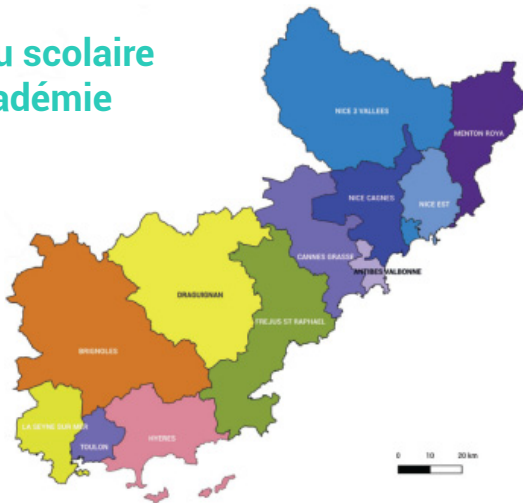 u scolaire
adémie
NICE 3 VALLEES
MENTON ROYA
NICE CAGNES
NICE EST
CANNES GRASSE
ANTIBES VALBONNE
DRAGUIGNAN
FREJUS ST RAPHAEL
BRIGNOLES
LA SEYNE SUR MER
TOULON
HYERES
0 10 20 km